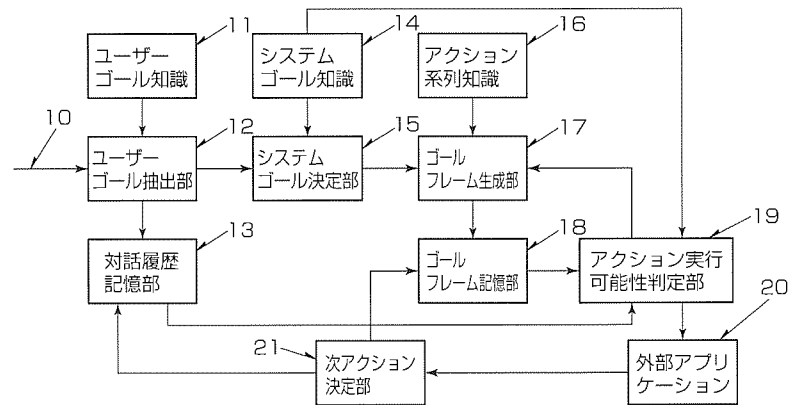 11
ユーザー
ゴール知識
14
システム
ゴール知識
16
アクション
系列知識
10
12
ユーザー
ゴール抽出部
15
システム
ゴール決定部
17
ゴール
フレーム生成部
13
対話履歴
記憶部
18
ゴール
フレーム記憶部
19
アクション実行
可能性判定部
20
外部アプリ
ケーション
21
次アクション
決定部